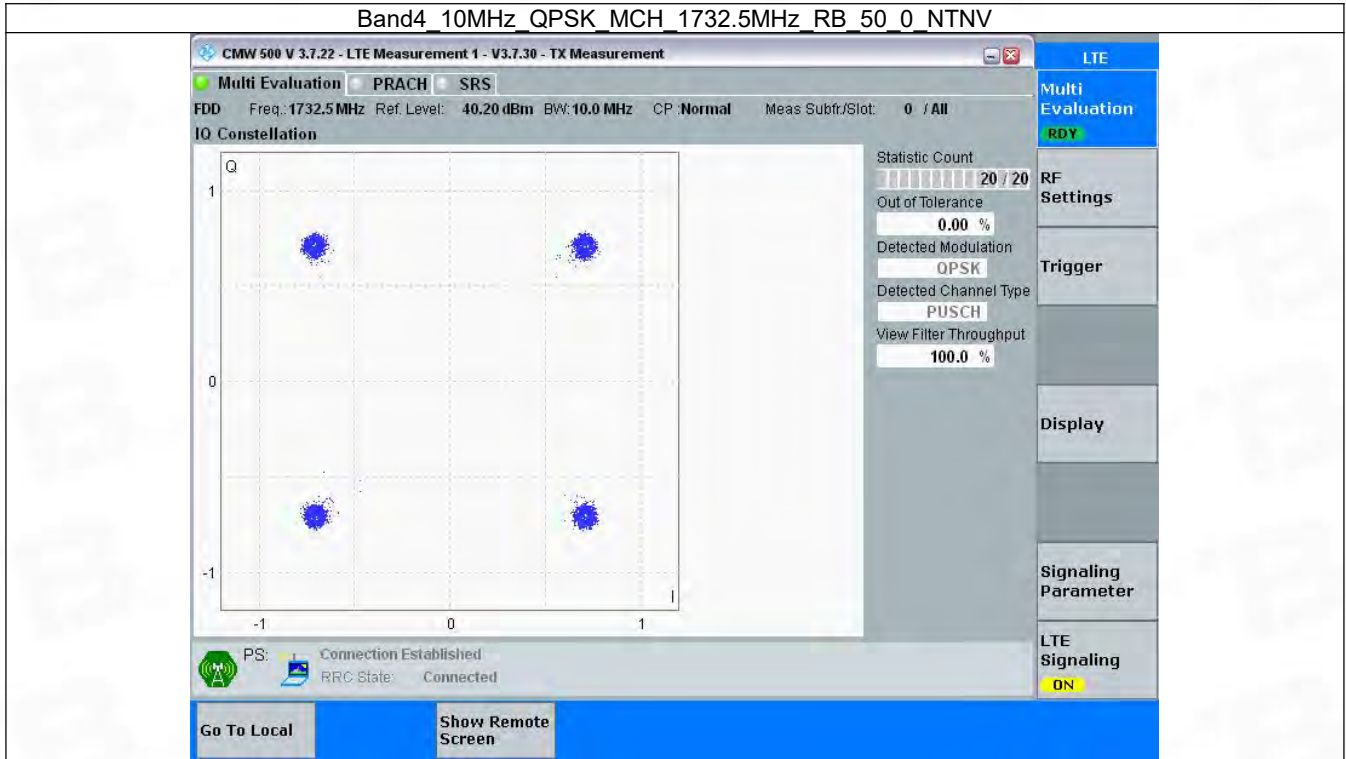 Band4_10MHz_QPSK_MCH_1732.5MHz_RB_50_0_NTNV
CMW 500 V 3.7.22 - LTE Measurement 1 - V3.7.30 - TX Measurement
LTE
Multi Evaluation PRACH SRS
Multi
Evaluation
RDY
FDD Freq.: 1732.5 MHz Ref. Level: 40.20 dBm BW: 10.0 MHz CP :Normal Meas Subfr./Slot: 0 / All
IQ Constellation
Q
1
0
-1
I
-1 0 1
Statistic Count
20 / 20
Out of Tolerance
0.00 %
Detected Modulation
QPSK
Detected Channel Type
PUSCH
View Filter Throughput
100.0 %
RF
Settings
Trigger
Display
Signaling
Parameter
LTE
Signaling
ON
PS: Connection Established
RRC State: Connected
Go To Local
Show Remote
Screen